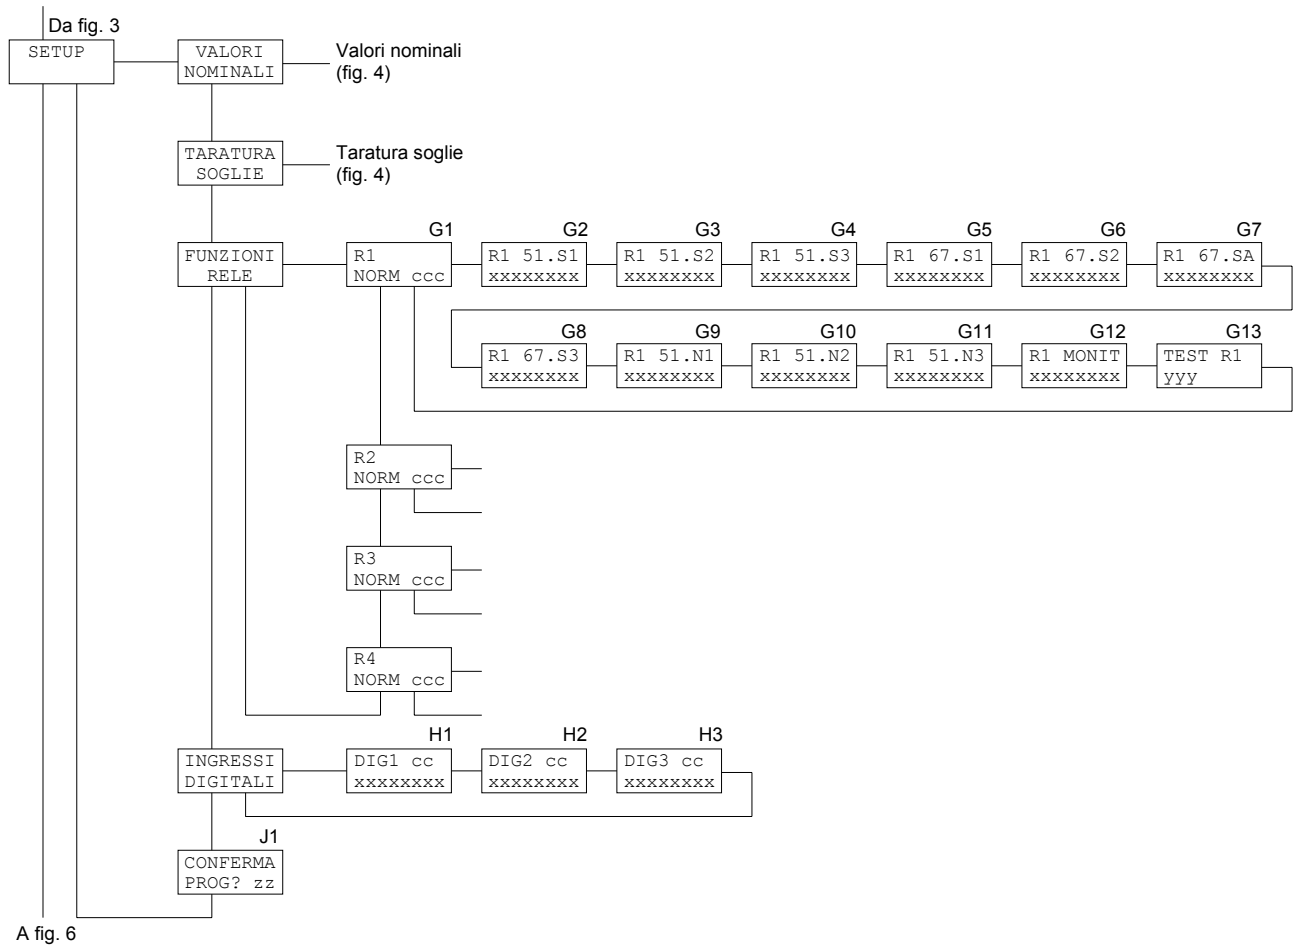 Da fig. 3
SETUP
VALORI
NOMINALI
Valori nominali
(fig. 4)
TARATURA
SOGLIE
Taratura soglie
(fig. 4)
FUNZIONI
RELE
G1
R1
NORM ccc
G2
R1 51.S1
xxxxxxxx
G3
R1 51.S2
xxxxxxxx
G4
R1 51.S3
xxxxxxxx
G5
R1 67.S1
xxxxxxxx
G6
R1 67.S2
xxxxxxxx
G7
R1 67.SA
xxxxxxxx
G8
R1 67.S3
xxxxxxxx
G9
R1 51.N1
xxxxxxxx
G10
R1 51.N2
xxxxxxxx
G11
R1 51.N3
xxxxxxxx
G12
R1 MONIT
xxxxxxxx
G13
TEST R1
yyy
R2
NORM ccc
R3
NORM ccc
R4
NORM ccc
INGRESSI
DIGITALI
H1
DIG1 cc
xxxxxxxx
H2
DIG2 cc
xxxxxxxx
H3
DIG3 cc
xxxxxxxx
J1
CONFERMA
PROG? zz
A fig. 6